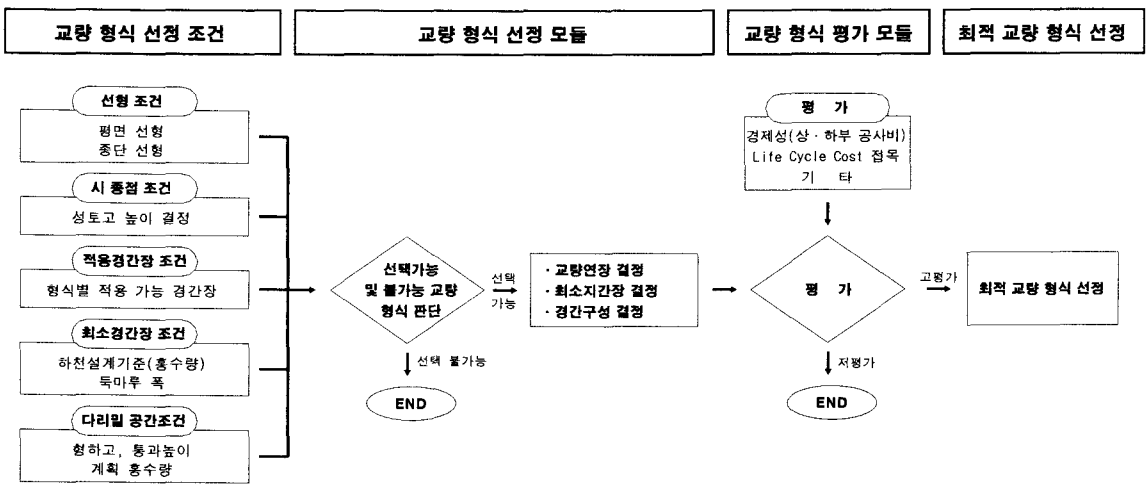 교량 형식 선정 조건
교량 형식 선정 모듈
교량 형식 평가 모듈
최적 교량 형식 선정
선형 조건
평면 선형
종단 선형
시 종점 조건
성토고 높이 결정
적용경간장 조건
형식별 적용 가능 경간장
최소경간장 조건
하천설계기준(홍수량)
둑마루 폭
다리밑 공간조건
형하고, 통과높이
계획 홍수량
선택가능
및 불가능 교량
형식 판단
선택
가능
선택 불가능
END
· 교량연장 결정
· 최소지간장 결정
· 경간구성 결정
평 가
경제성(상·하부 공사비)
Life Cycle Cost 접목
기 타
평 가
고평가
저평가
END
최적 교량 형식 선정